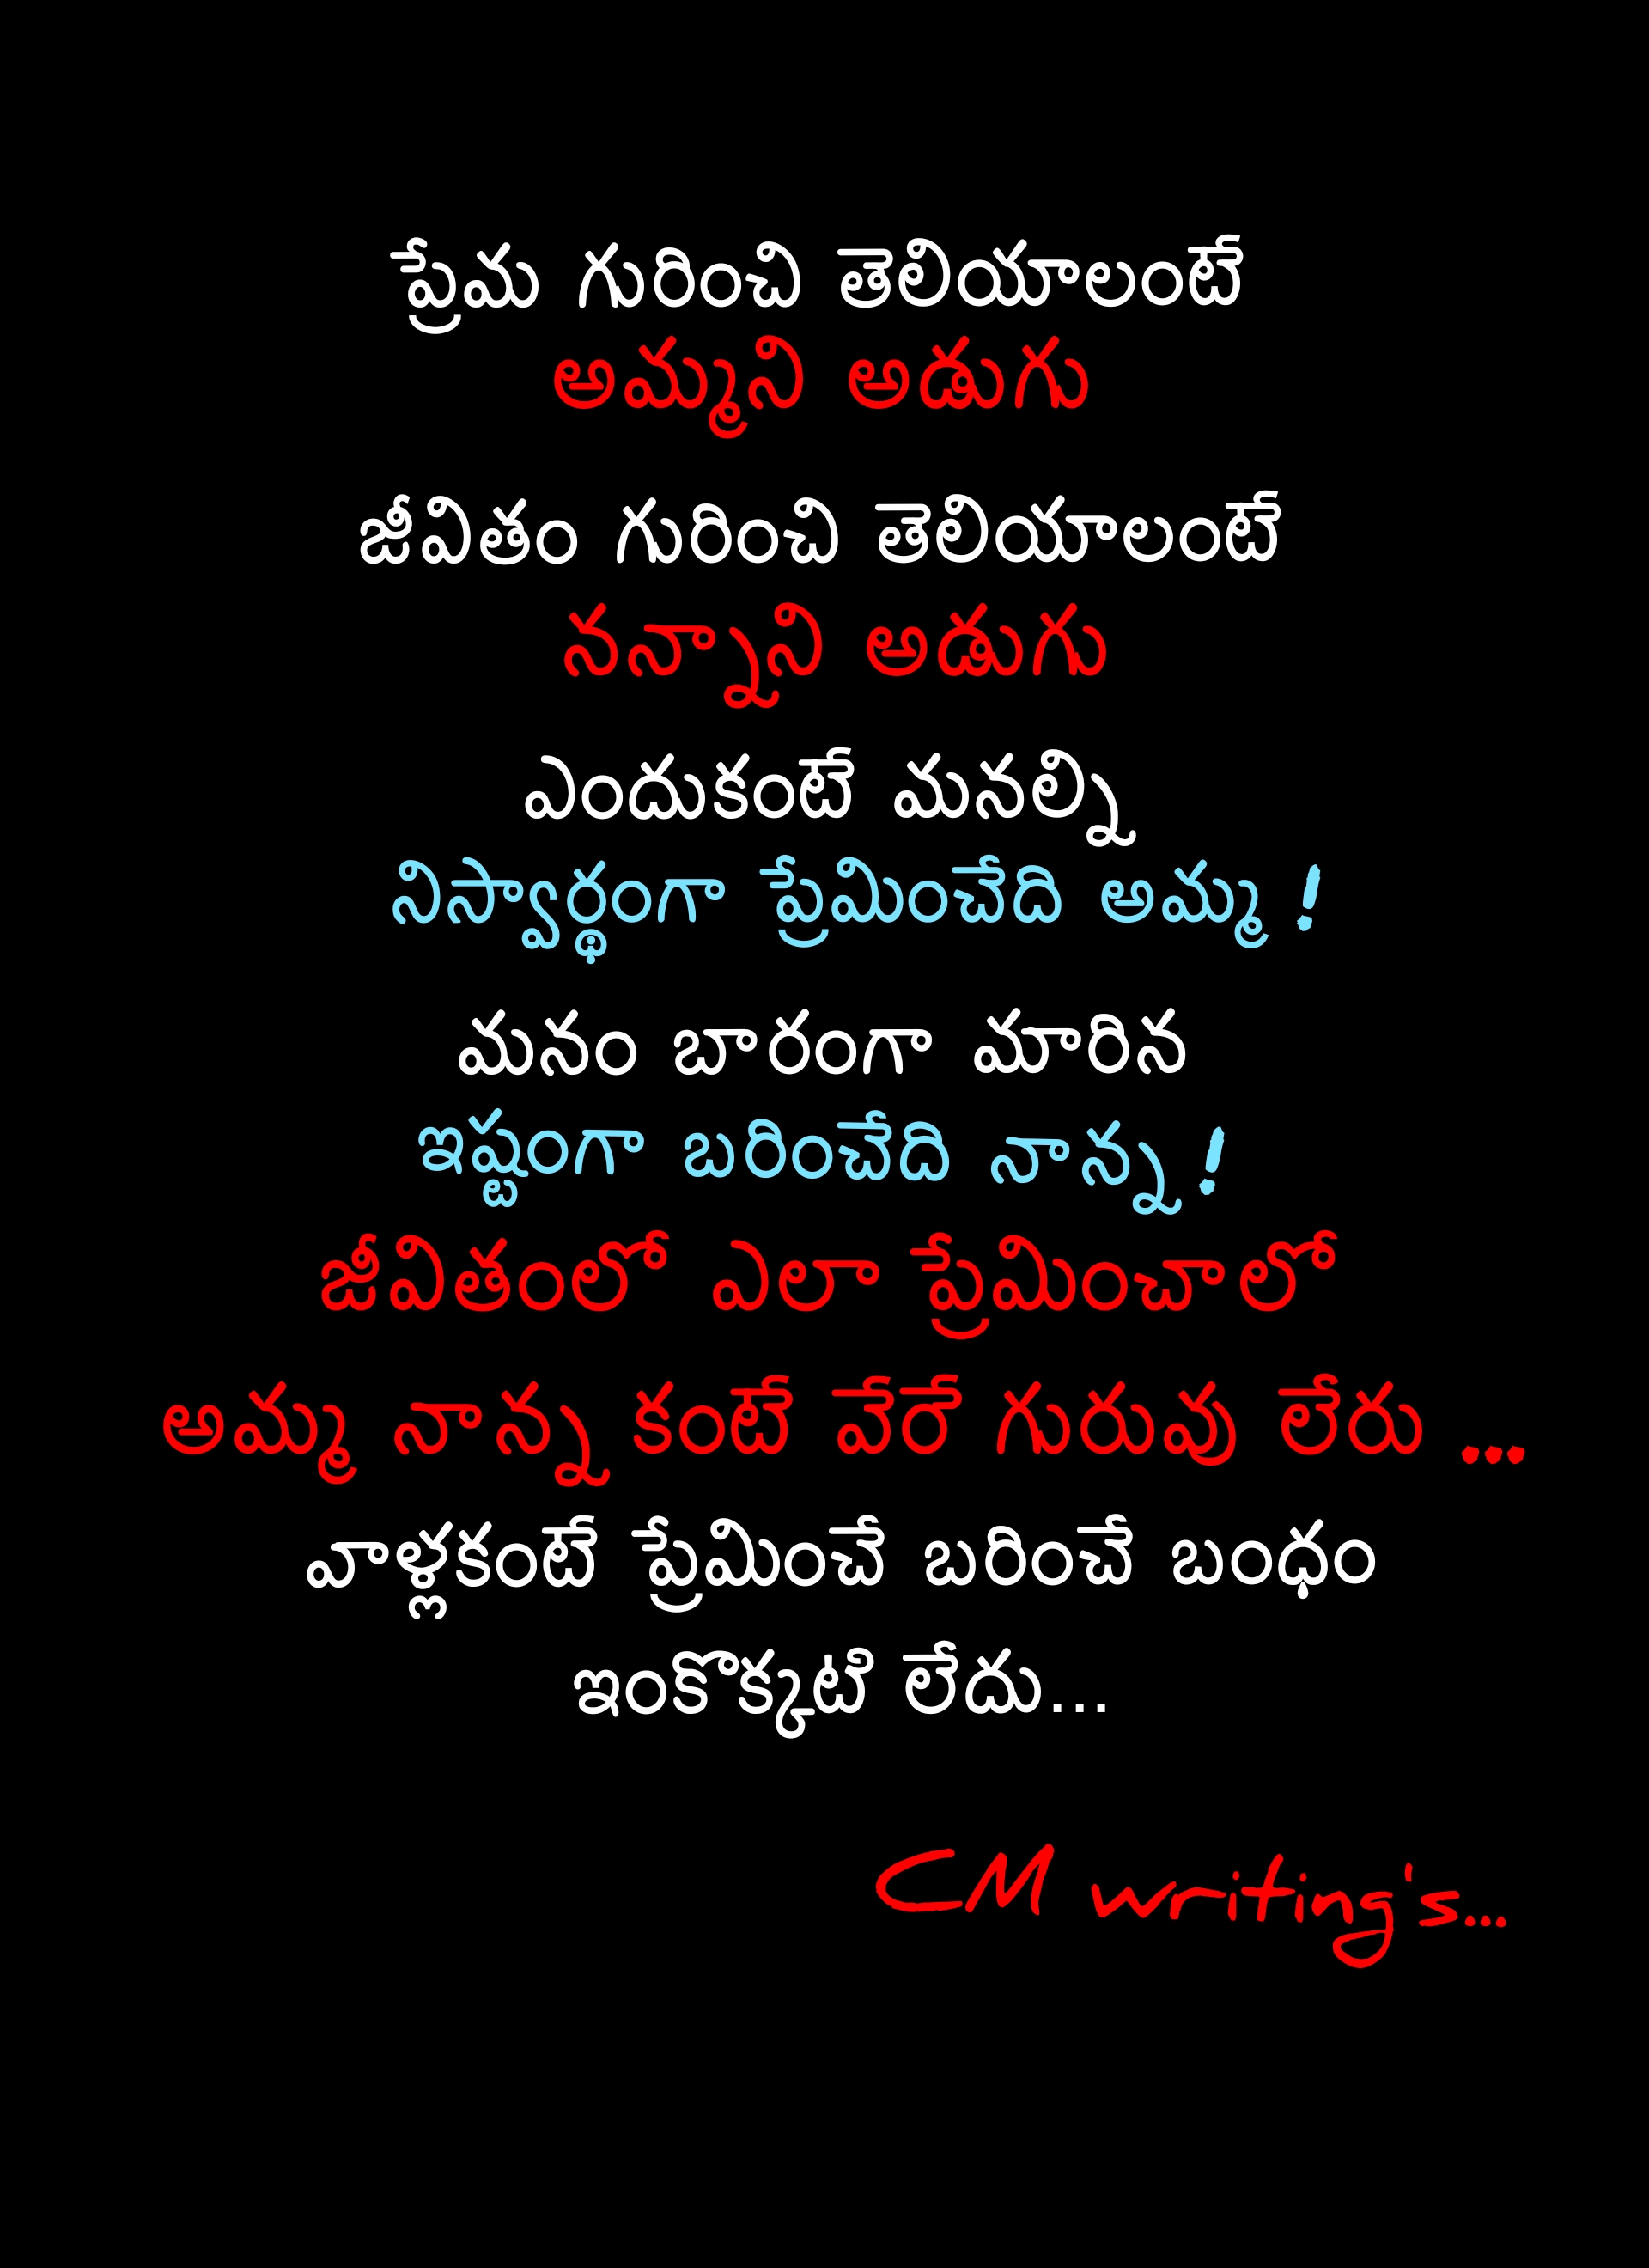 ప్రేమ గురించి తెలియాలంటే
అమ్మని అడుగు
జీవితం గురించి తెలియాలంటే
నన్నాని అడుగు
ఎందుకంటే మనల్ని
నిస్వార్థంగా ప్రేమించేది అమ్మ !
మనం బారంగా మారిన
ఇష్టంగా బరించేది నాన్న !
జీవితంలో ఎలా ప్రేమించాలో
అమ్మ నాన్న కంటే వేరే గురువు లేరు ...
వాళ్లకంటే ప్రేమించే బరించే బంధం
ఇంకొక్కటి లేదు...
CM writing's...